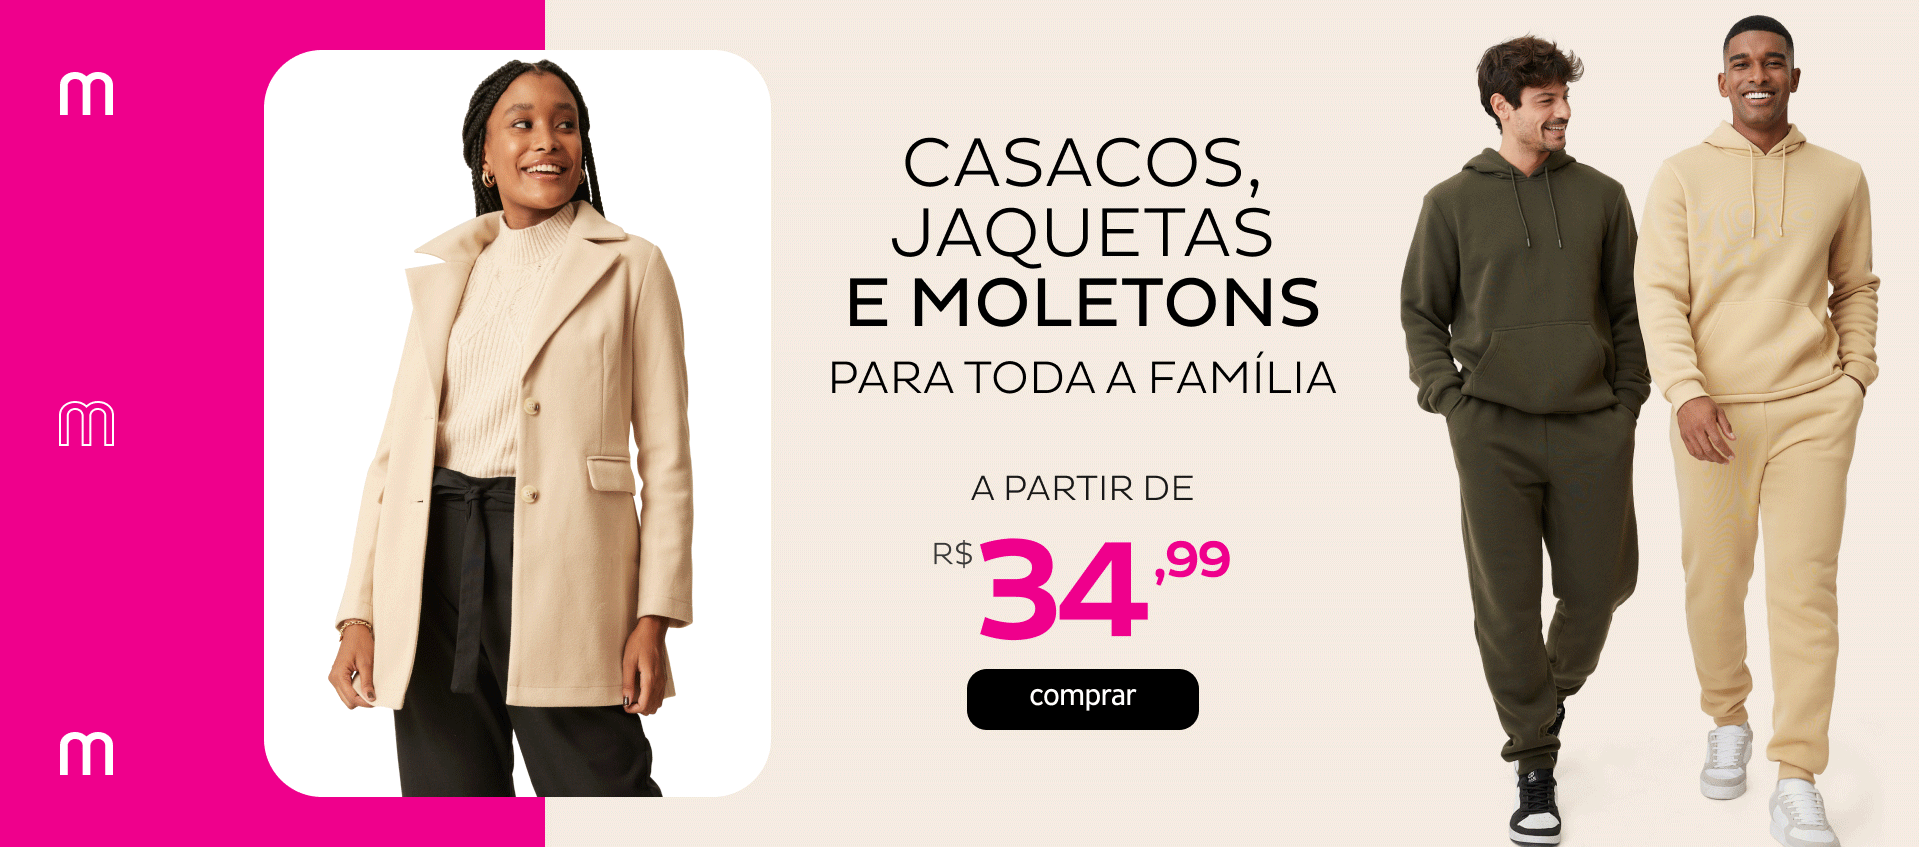 m
m
m
CASACOS,
JAQUETAS
E MOLETONS
PARA TODA A FAMÍLIA
A PARTIR DE
R$34,99
comprar